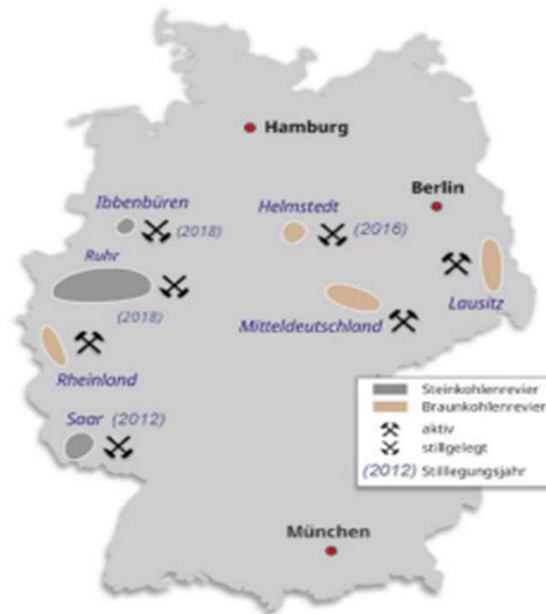 Hamburg
Ibbenbüren
(2018)
Helmstedt
(2016)
Berlin
Ruhr
(2018)
Mitteldeutschland
Lausitz
Rheinland
Saar (2012)
Steinkohlenrevier
Braunkohlenrevier
aktiv
stillgelegt
(2012) Stilllegungsjahr
München